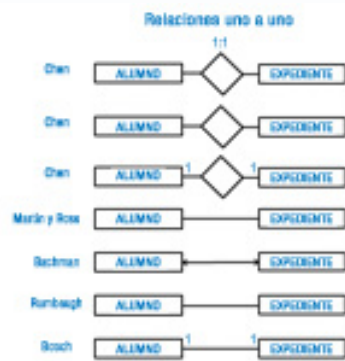 Relaciones uno a uno
1:1
Chen ALUMNO EXPEDIENTE
Chen ALUMNO EXPEDIENTE
Chen ALUMNO 1 1 EXPEDIENTE
Martin y Ross ALUMNO EXPEDIENTE
Bachman ALUMNO EXPEDIENTE
Rumbaugh ALUMNO EXPEDIENTE
Booch ALUMNO 1 1 EXPEDIENTE